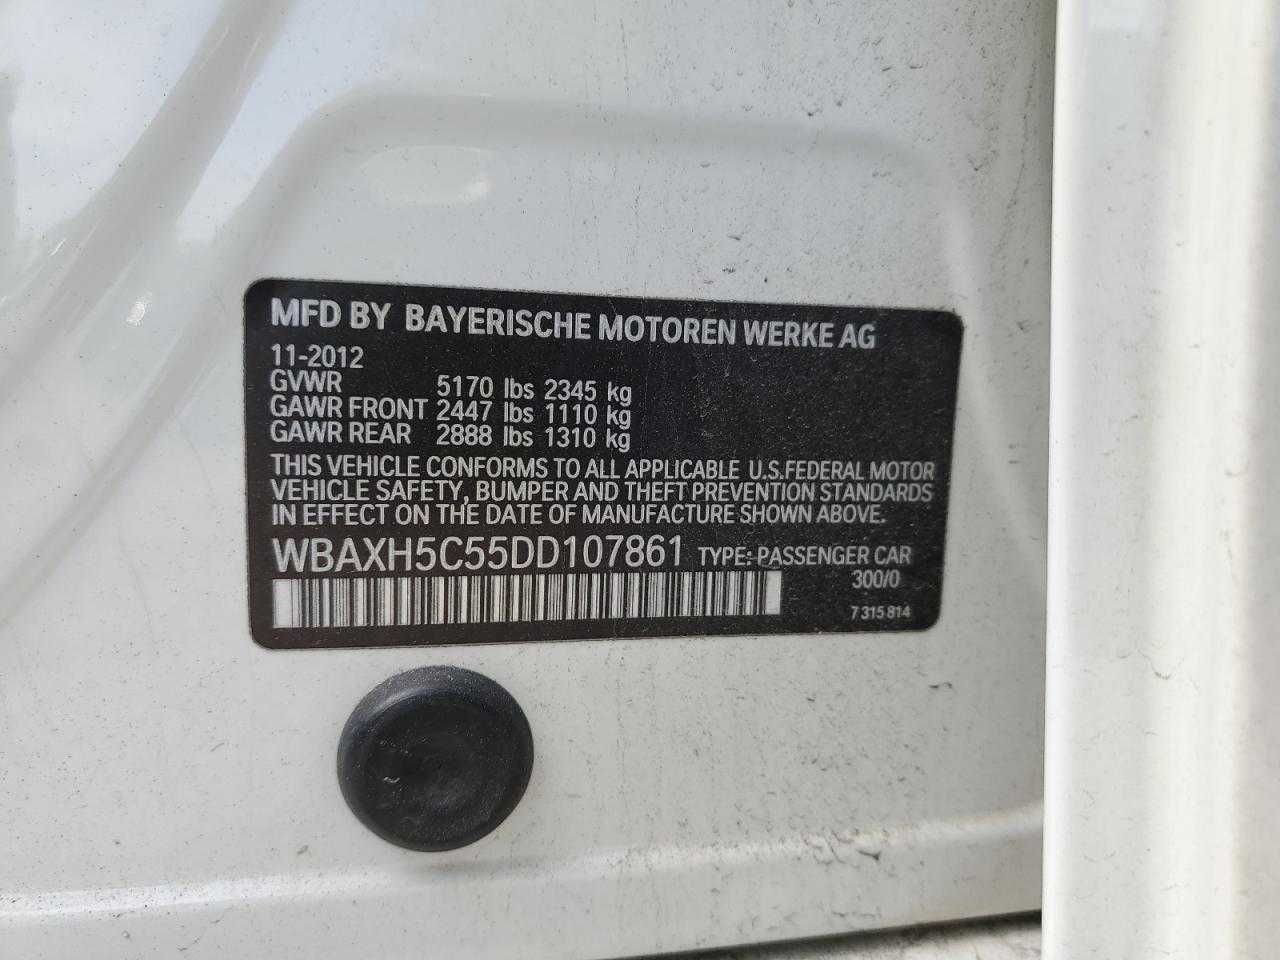 MFD BY BAYERISCHE MOTOREN WERKE AG
11-2012
GVWR 5170 lbs 2345 kg
GAWR FRONT 2447 lbs 1110 kg
GAWR REAR 2888 lbs 1310 kg
THIS VEHICLE CONFORMS TO ALL APPLICABLE U.S.FEDERAL MOTOR
VEHICLE SAFETY, BUMPER AND THEFT PREVENTION STANDARDS
IN EFFECT ON THE DATE OF MANUFACTURE SHOWN ABOVE.
WBAXH5C55DD107861 TYPE: PASSENGER CAR
300/0
7 315 814